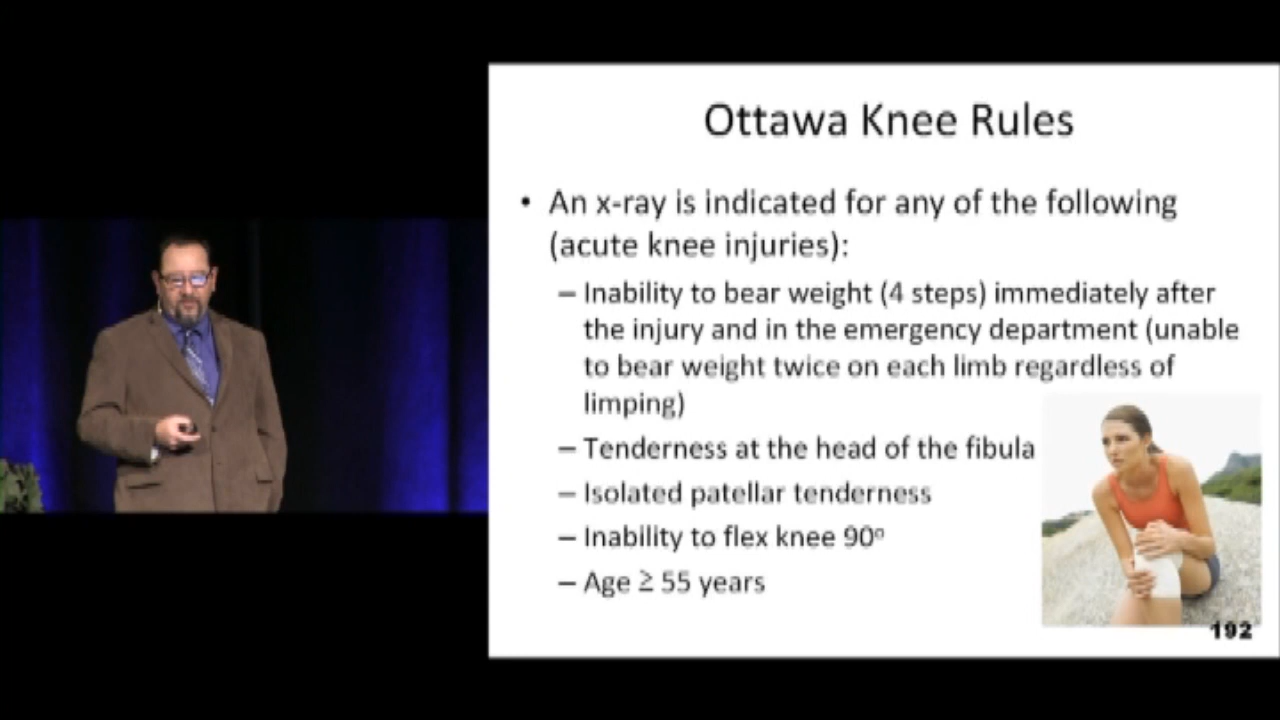 Ottawa Knee Rules
• An x-ray is indicated for any of the following
(acute knee injuries):
– Inability to bear weight (4 steps) immediately after
the injury and in the emergency department (unable
to bear weight twice on each limb regardless of
limping)
– Tenderness at the head of the fibula
– Isolated patellar tenderness
– Inability to flex knee 90º
– Age ≥ 55 years
192